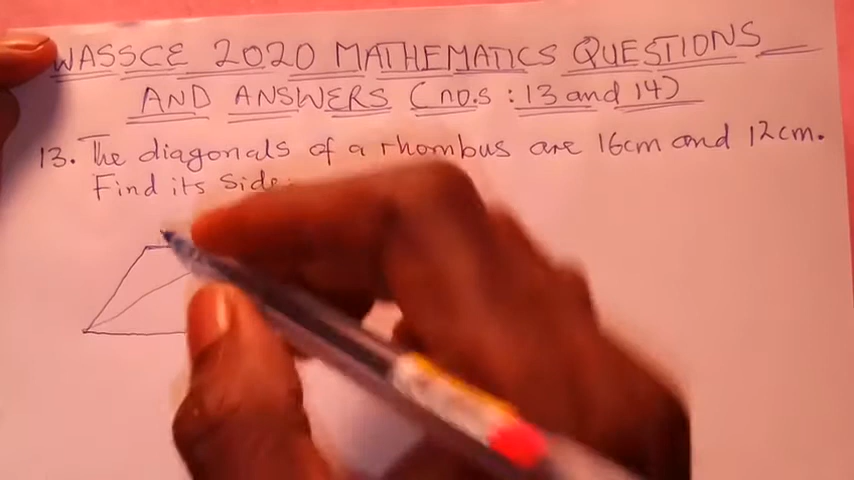 WASSCE 2020 MATHEMATICS QUESTIONS
AND ANSWERS (no.s : 13 and 14)
13. The diagonals of a rhombus are 16cm and 12cm.
Find its side.